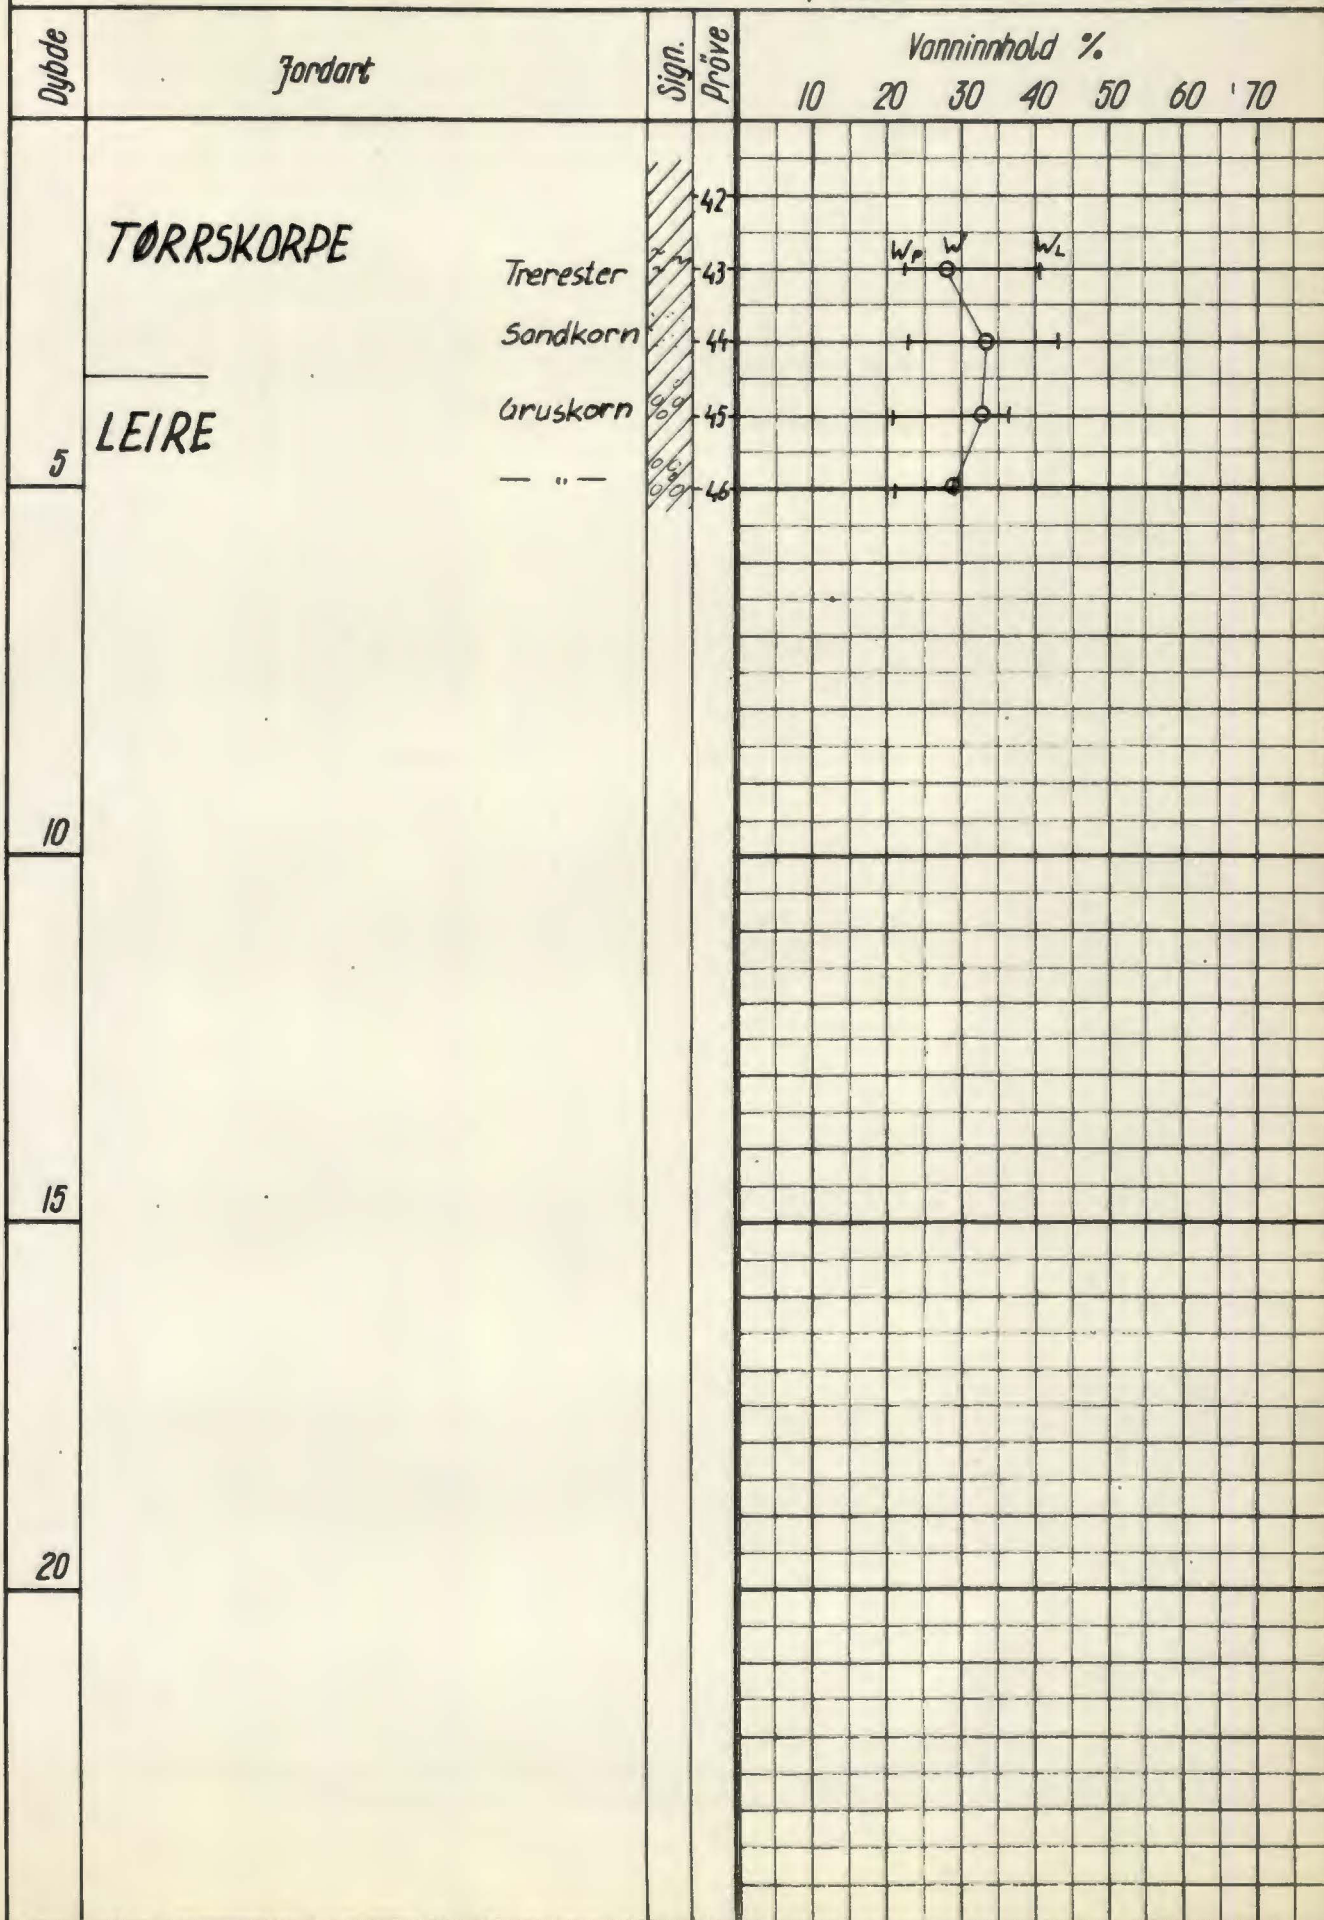 Dybde Jordart Sign. Pröve Vanninnhold %
10 20 30 40 50 60 70
42
TØRRSKORPE
Wp W WL
Trerester 43
Sandkorn 44
Gruskorn 45
LEIRE
5 — " — 46
10
15
20